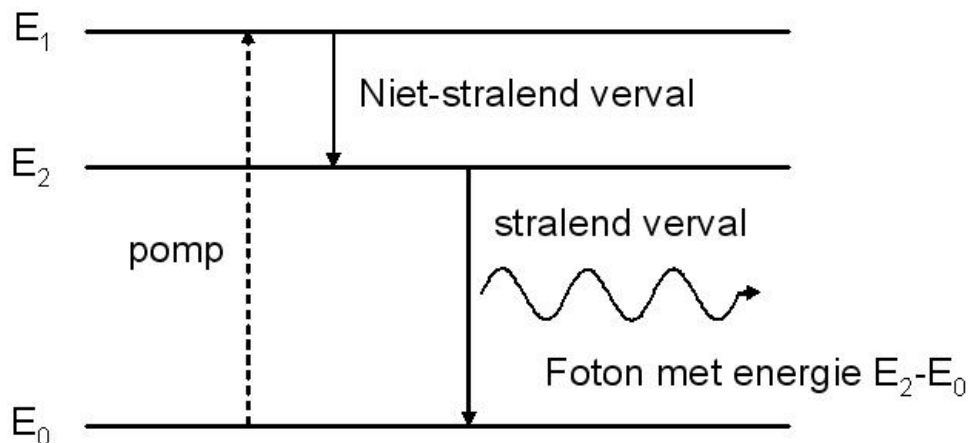 E₁
Niet-stralend verval
E₂
stralend verval
pomp
Foton met energie E₂-E₀
E₀